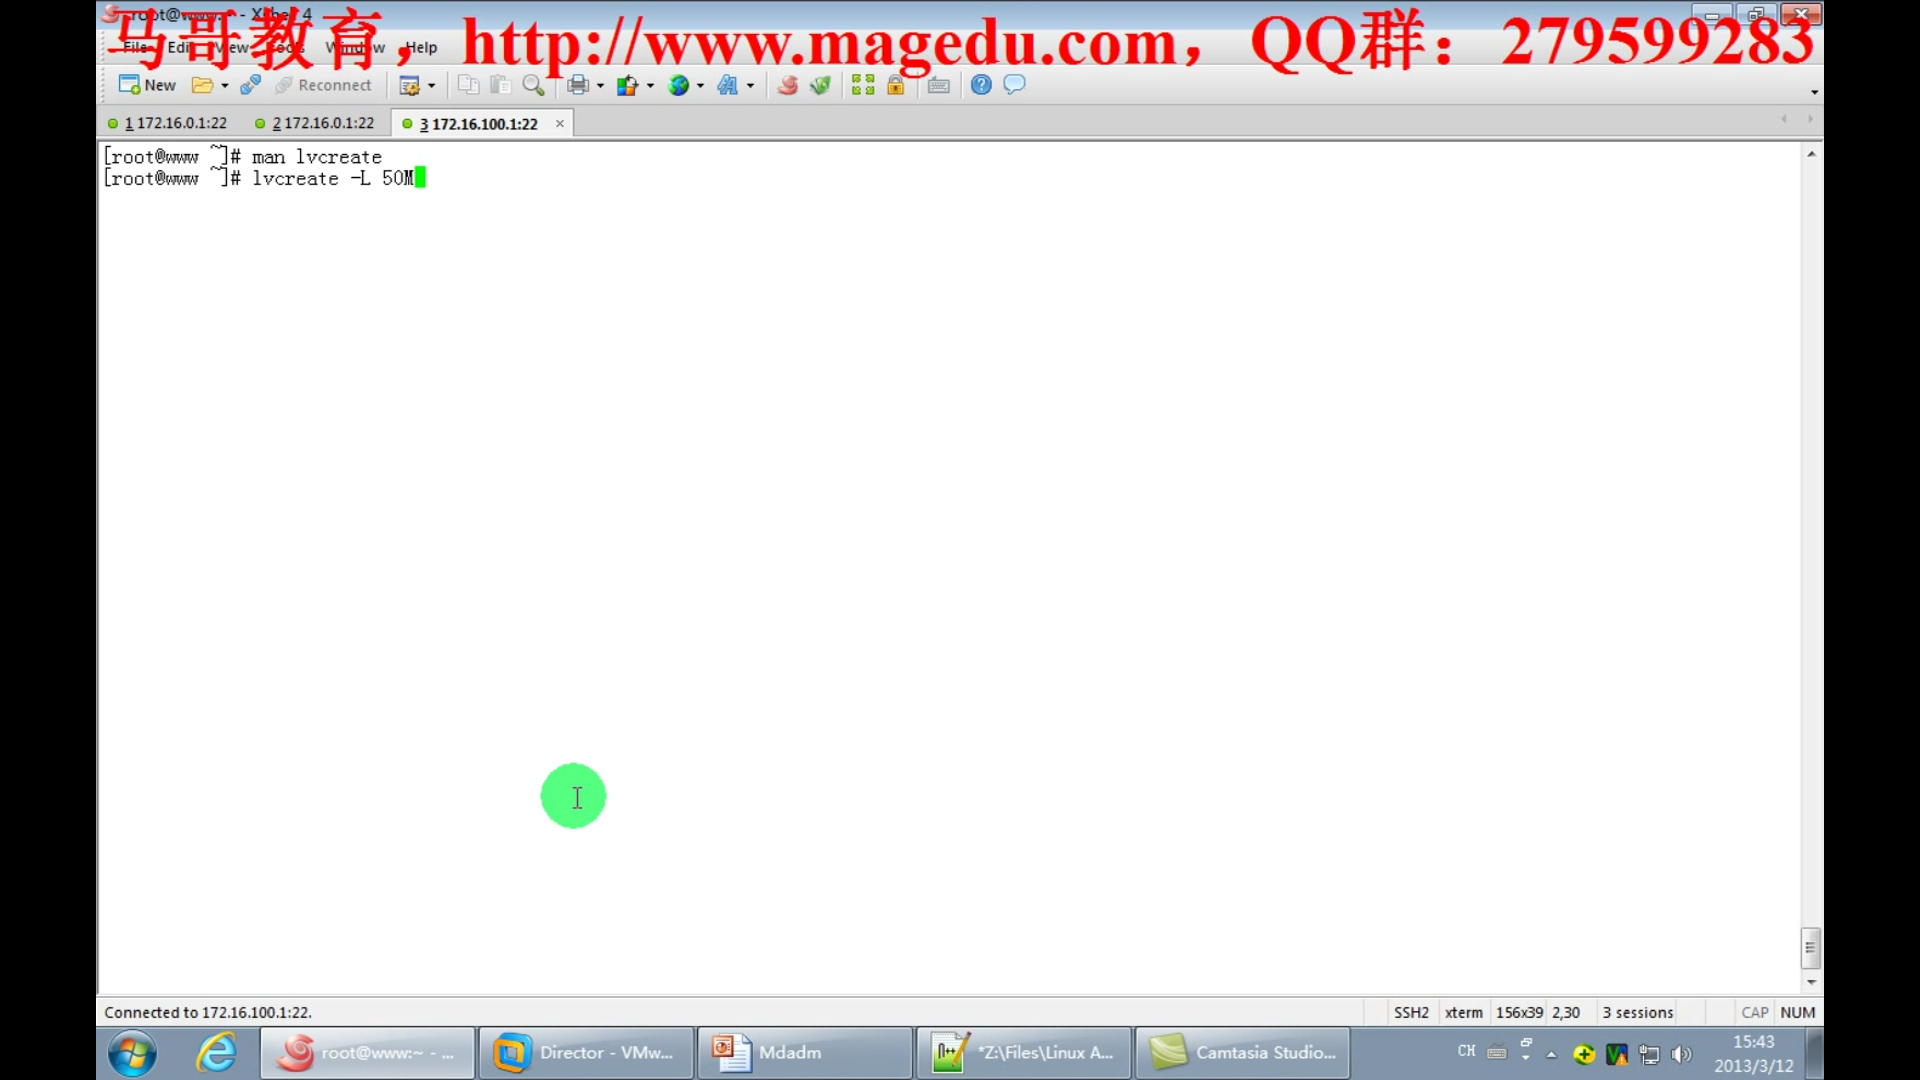 马哥教育，http://www.magedu.com，QQ群：279599283
root@www:~ - Xshell 4
File Edit View Tools Window Help
New Reconnect
1 172.16.0.1:22 2 172.16.0.1:22 3 172.16.100.1:22
[root@www ~]# man lvcreate
[root@www ~]# lvcreate -L 50M
Connected to 172.16.100.1:22. SSH2 xterm 156x39 2,30 3 sessions CAP NUM
root@www:~ - ... Director - VMw... Mdadm *Z:\Files\Linux A... Camtasia Studio... CH 15:43
2013/3/12